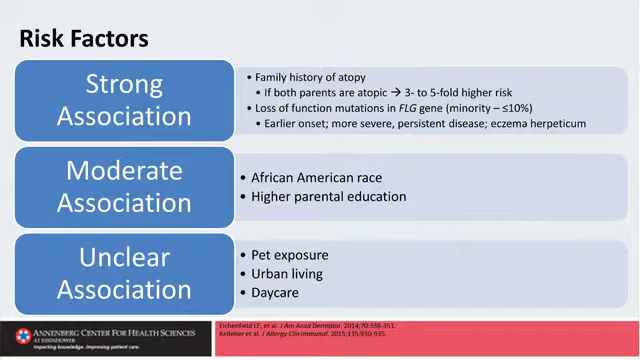 Risk Factors
Strong
Association
• Family history of atopy
• If both parents are atopic → 3- to 5-fold higher risk
• Loss of function mutations in FLG gene (minority – ≤10%)
• Earlier onset; more severe, persistent disease; eczema herpeticum
Moderate
Association
• African American race
• Higher parental education
Unclear
Association
• Pet exposure
• Urban living
• Daycare
ANNENBERG CENTER FOR HEALTH SCIENCES
AT EISENHOWER
Imparting knowledge. Improving patient care.
Eichenfield LF, et al. J Am Acad Dermatol. 2014;70:338-351.
Kelleher et al. J Allergy Clin Immunol. 2015;135:930-935.